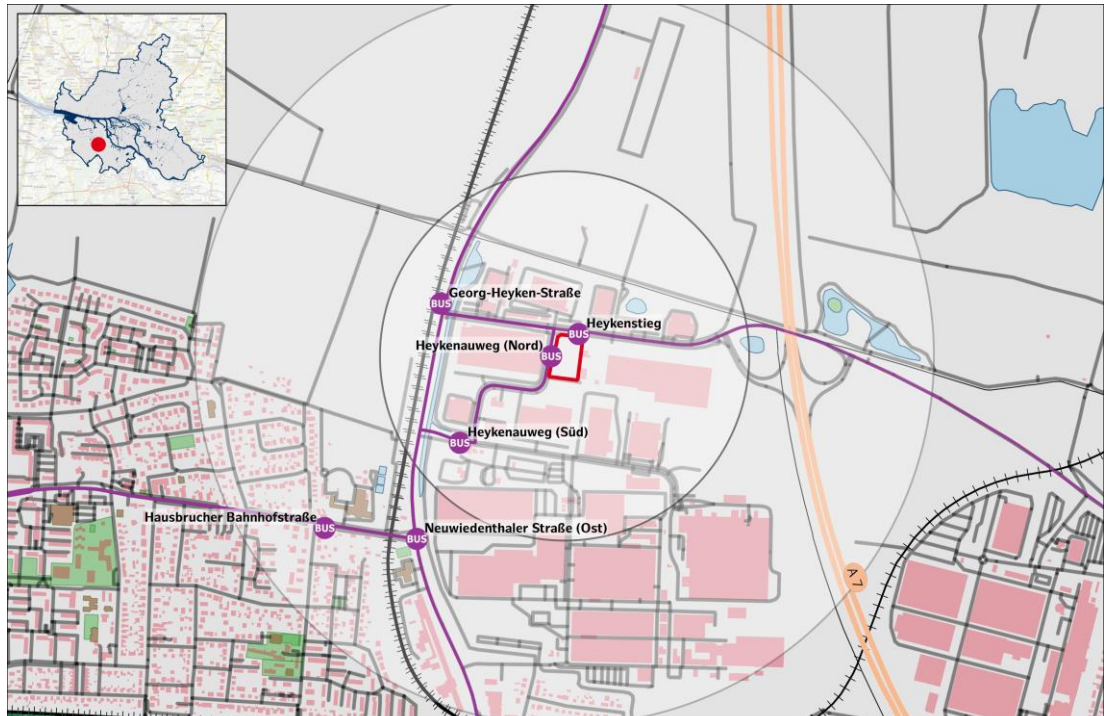 BUS
Georg-Heyken-Straße
BUS
Heykenstieg
Heykenauweg (Nord)
BUS
Heykenauweg (Süd)
BUS
Hausbrucher Bahnhofstraße
BUS
Neuwiedenthaler Straße (Ost)
BUS
A 7